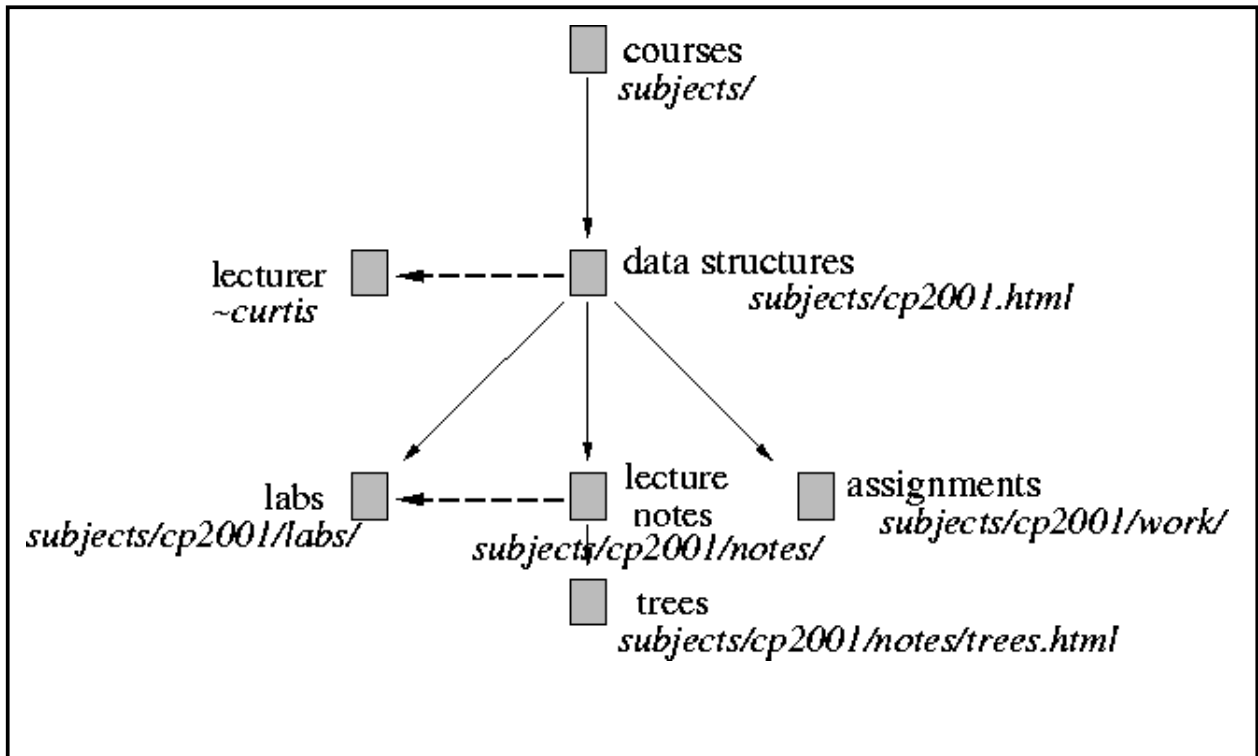 courses
subjects/
data structures
subjects/cp2001.html
lecturer
~curtis
labs
subjects/cp2001/labs/
lecture
notes
subjects/cp2001/notes/
assignments
subjects/cp2001/work/
trees
subjects/cp2001/notes/trees.html